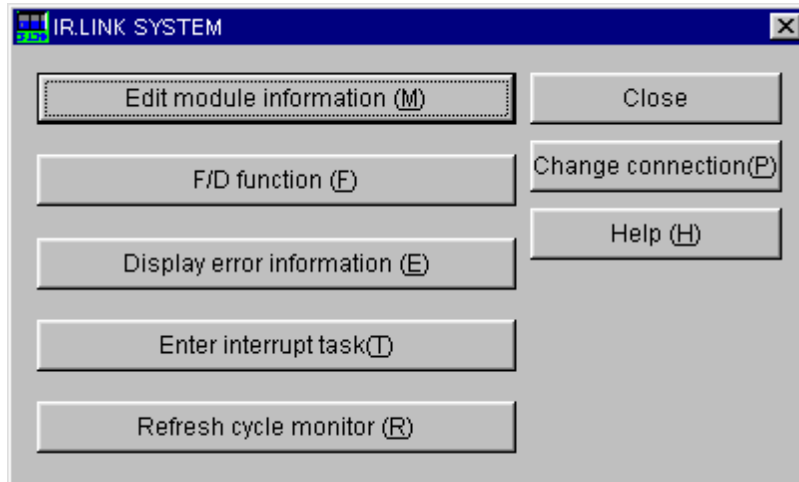 IR.LINK SYSTEM
Edit module information (M)
Close
F/D function (F)
Change connection(P)
Help (H)
Display error information (E)
Enter interrupt task(T)
Refresh cycle monitor (R)